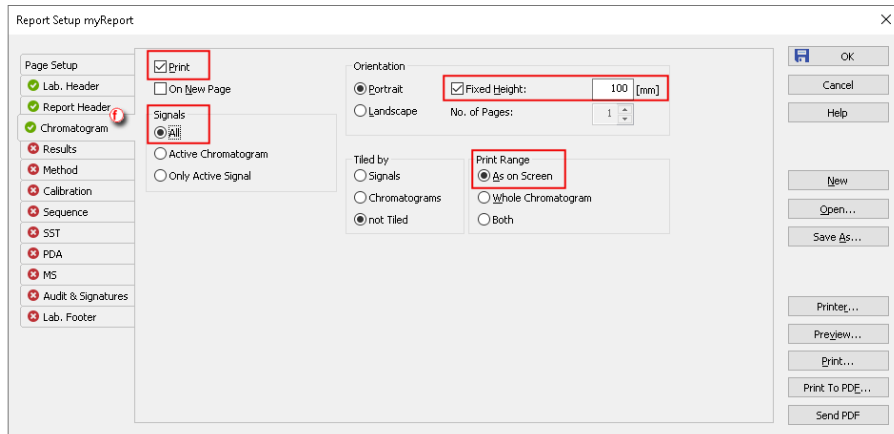 Report Setup myReport
Page Setup
Lab. Header
Report Header
f
Chromatogram
Results
Method
Calibration
Sequence
SST
PDA
MS
Audit & Signatures
Lab. Footer
Print
On New Page
Signals
All
Active Chromatogram
Only Active Signal
Orientation
Portrait
Landscape
Fixed Height: 100 [mm]
No. of Pages: 1
Tiled by
Signals
Chromatograms
not Tiled
Print Range
As on Screen
Whole Chromatogram
Both
OK
Cancel
Help
New
Open...
Save As...
Printer...
Preview...
Print...
Print To PDF...
Send PDF